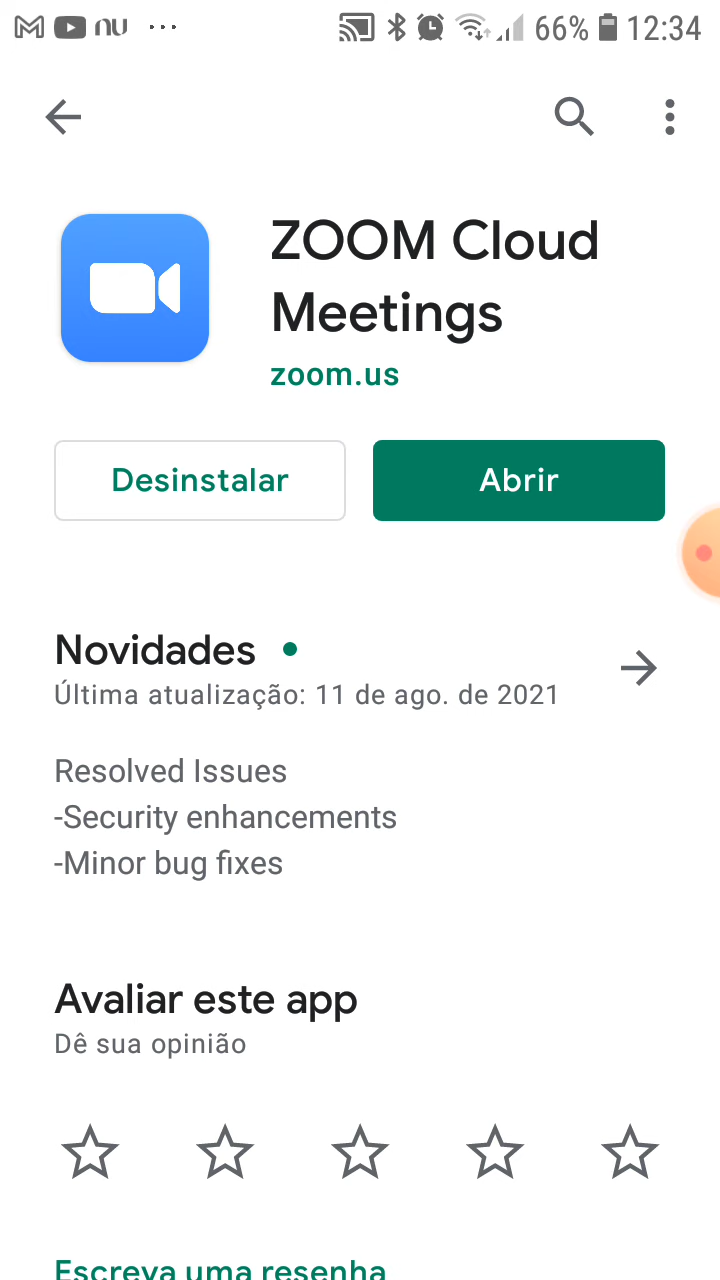 nu ... 66% 12:34
ZOOM Cloud
Meetings
zoom.us
Desinstalar Abrir
Novidades
Última atualização: 11 de ago. de 2021
Resolved Issues
-Security enhancements
-Minor bug fixes
Avaliar este app
Dê sua opinião
Escreva uma resenha